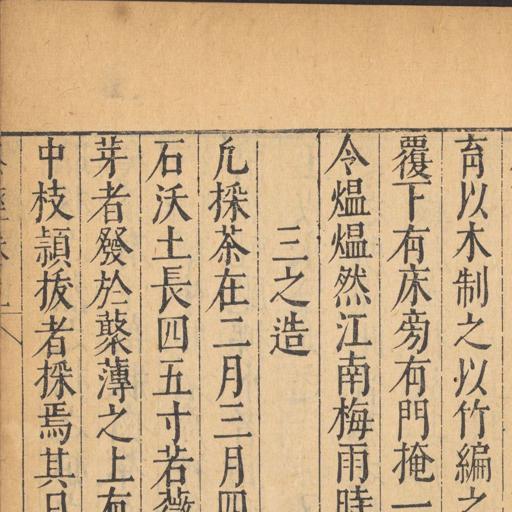 育以木制之以竹編之
覆下有床旁有門掩一
令熅熅然江南梅雨時
三之造
凡採茶在二月三月四
石沃土長四五寸若薇
芽者發於藂薄之上有
中枝頴拔者採焉其日